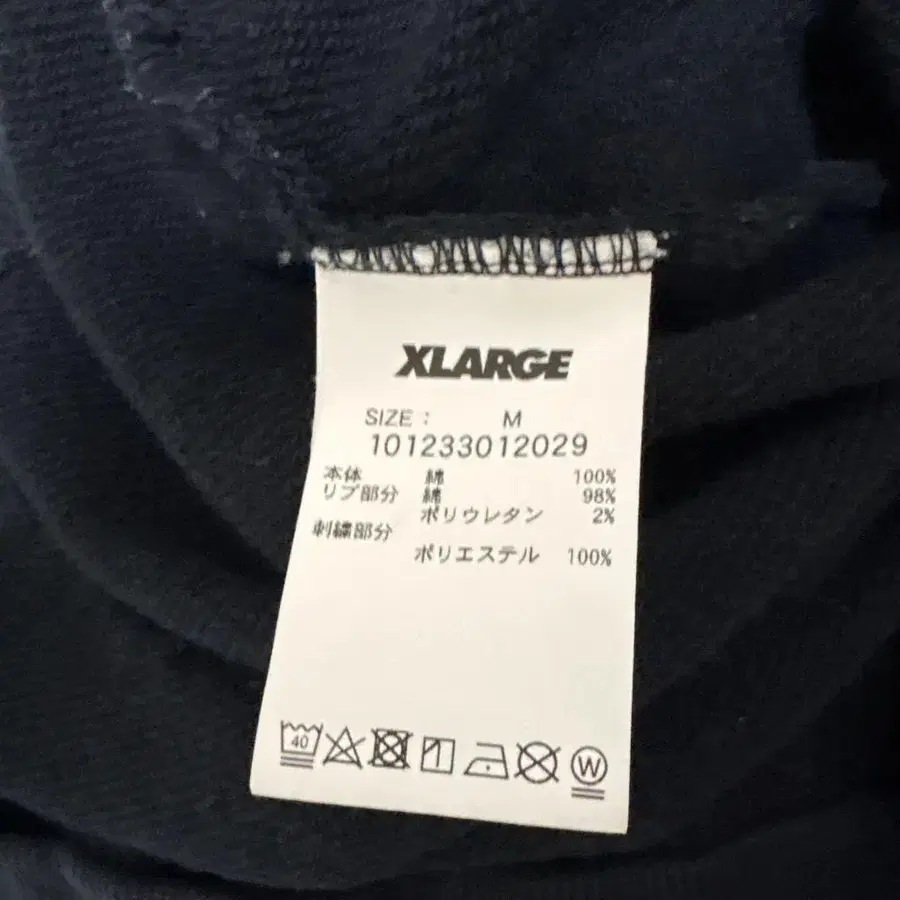 XLARGE
SIZE : M
101233012029
本体 綿 100%
リブ部分 綿 98%
ポリウレタン 2%
刺繍部分
ポリエステル 100%
40
W